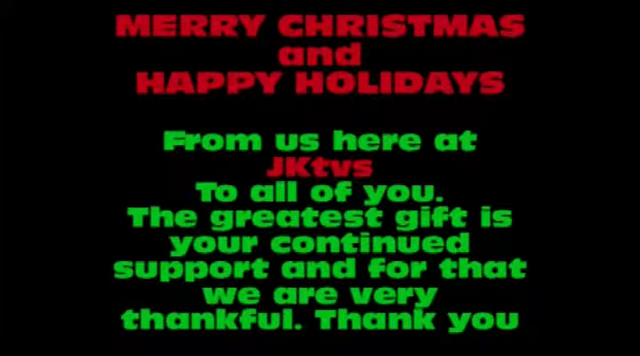 MERRY CHRISTMAS
and
HAPPY HOLIDAYS
From us here at
JKtvs
To all of you.
The greatest gift is
your continued
support and for that
we are very
thankful. Thank you